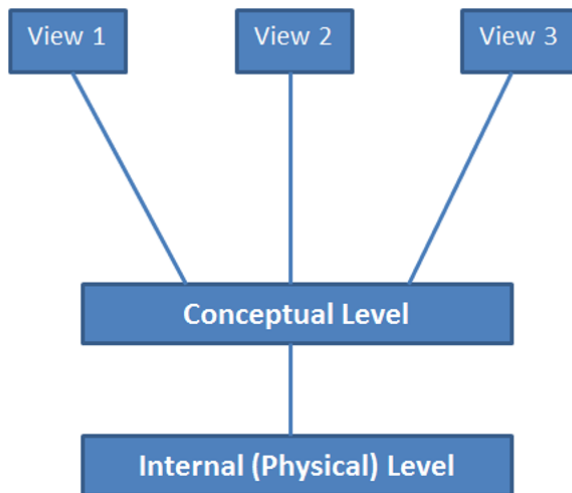 View 1
View 2
View 3
Conceptual Level
Internal (Physical) Level